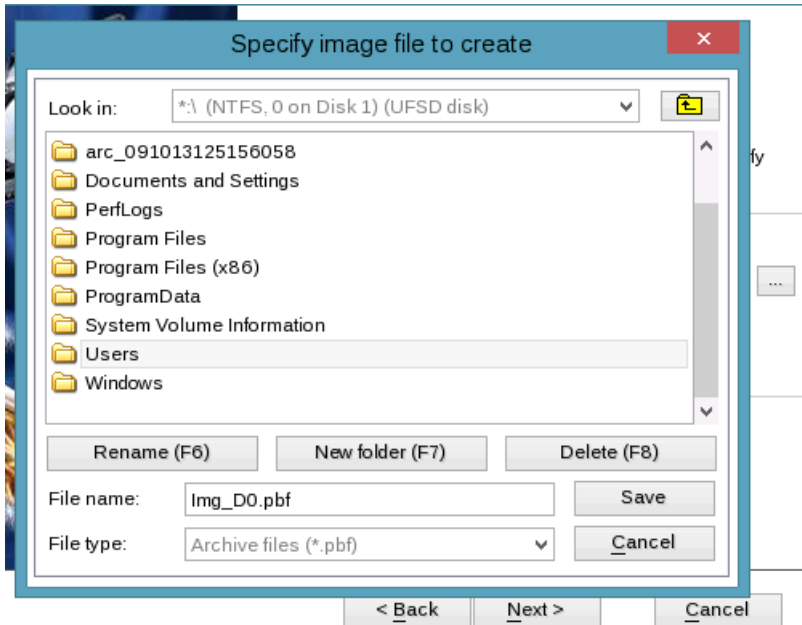 Specify image file to create
Look in: *:\ (NTFS, 0 on Disk 1) (UFSD disk)
arc_091013125156058
fy
Documents and Settings
PerfLogs
Program Files
Program Files (x86)
...
ProgramData
System Volume Information
Users
Windows
Rename (F6) New folder (F7) Delete (F8)
File name: Img_D0.pbf Save
File type: Archive files (*.pbf) Cancel
< Back Next > Cancel